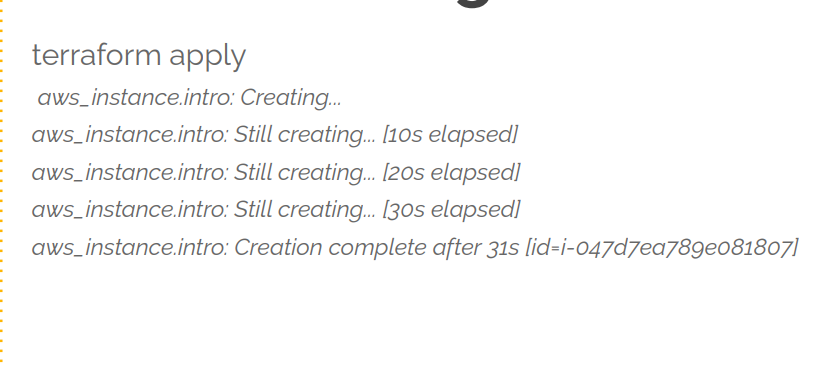 terraform apply
aws_instance.intro: Creating...
aws_instance.intro: Still creating... [10s elapsed]
aws_instance.intro: Still creating... [20s elapsed]
aws_instance.intro: Still creating... [30s elapsed]
aws_instance.intro: Creation complete after 31s [id=i-047d7ea789e081807]